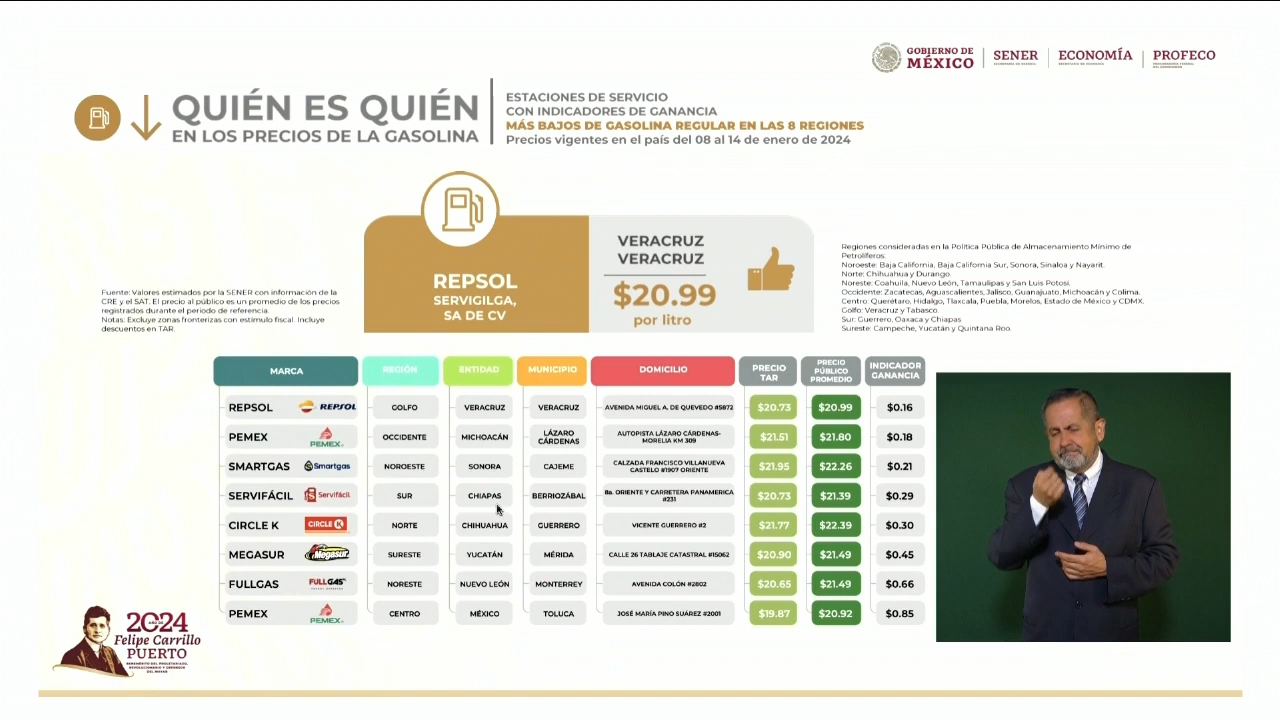 GOBIERNO DE
MÉXICO
SENER
ECONOMÍA
PROFECO
QUIÉN ES QUIÉN
EN LOS PRECIOS DE LA GASOLINA
ESTACIONES DE SERVICIO
CON INDICADORES DE GANANCIA
MÁS BAJOS DE GASOLINA REGULAR EN LAS 8 REGIONES
Precios vigentes en el país del 08 al 14 de enero de 2024
REPSOL
SERVIGILGA,
SA DE CV
VERACRUZ
VERACRUZ
$20.99
por litro
Fuente: Valores estimados por la SENER con información de la
CRE y el SAT. El precio al público es un promedio de los precios
registrados durante el periodo de referencia.
Notas: Excluye zonas fronterizas con estímulo fiscal. Incluye
descuentos en TAR.
Regiones consideradas en la Política Pública de Almacenamiento Mínimo de
Petrolíferos:
Noroeste: Baja California, Baja California Sur, Sonora, Sinaloa y Nayarit.
Norte: Chihuahua y Durango.
Noreste: Coahuila, Nuevo León, Tamaulipas y San Luis Potosí.
Occidente: Zacatecas, Aguascalientes, Jalisco, Guanajuato, Michoacán y Colima.
Centro: Querétaro, Hidalgo, Tlaxcala, Puebla, Morelos, Estado de México y CDMX.
Golfo: Veracruz y Tabasco.
Sur: Guerrero, Oaxaca y Chiapas
Sureste: Campeche, Yucatán y Quintana Roo.
MARCA REGIÓN ENTIDAD MUNICIPIO DOMICILIO PRECIO TAR PRECIO PÚBLICO PROMEDIO INDICADOR GANANCIA
REPSOL REPSOL GOLFO VERACRUZ VERACRUZ AVENIDA MIGUEL A. DE QUEVEDO #5872 $20.73 $20.99 $0.16
PEMEX PEMEX OCCIDENTE MICHOACÁN LÁZARO CÁRDENAS AUTOPISTA LÁZARO CÁRDENAS-MORELIA KM 309 $21.51 $21.80 $0.18
SMARTGAS Smartgas NOROESTE SONORA CAJEME CALZADA FRANCISCO VILLANUEVA CASTELO #1907 ORIENTE $21.95 $22.26 $0.21
SERVIFÁCIL Servifácil SUR CHIAPAS BERRIOZÁBAL 8a. ORIENTE Y CARRETERA PANAMERICA #231 $20.73 $21.39 $0.29
CIRCLE K CIRCLE K NORTE CHIHUAHUA GUERRERO VICENTE GUERRERO #2 $21.77 $22.39 $0.30
MEGASUR Megasur SURESTE YUCATÁN MÉRIDA CALLE 26 TABLAJE CATASTRAL #15062 $20.90 $21.49 $0.45
FULLGAS FULLGAS NORESTE NUEVO LEÓN MONTERREY AVENIDA COLÓN #2802 $20.65 $21.49 $0.66
PEMEX PEMEX CENTRO MÉXICO TOLUCA JOSÉ MARÍA PINO SUÁREZ #2001 $19.87 $20.92 $0.85
2024
Felipe Carrillo
PUERTO
BENEMÉRITO DEL PROLETARIADO,
REVOLUCIONARIO Y DEFENSOR
DEL MAYAB